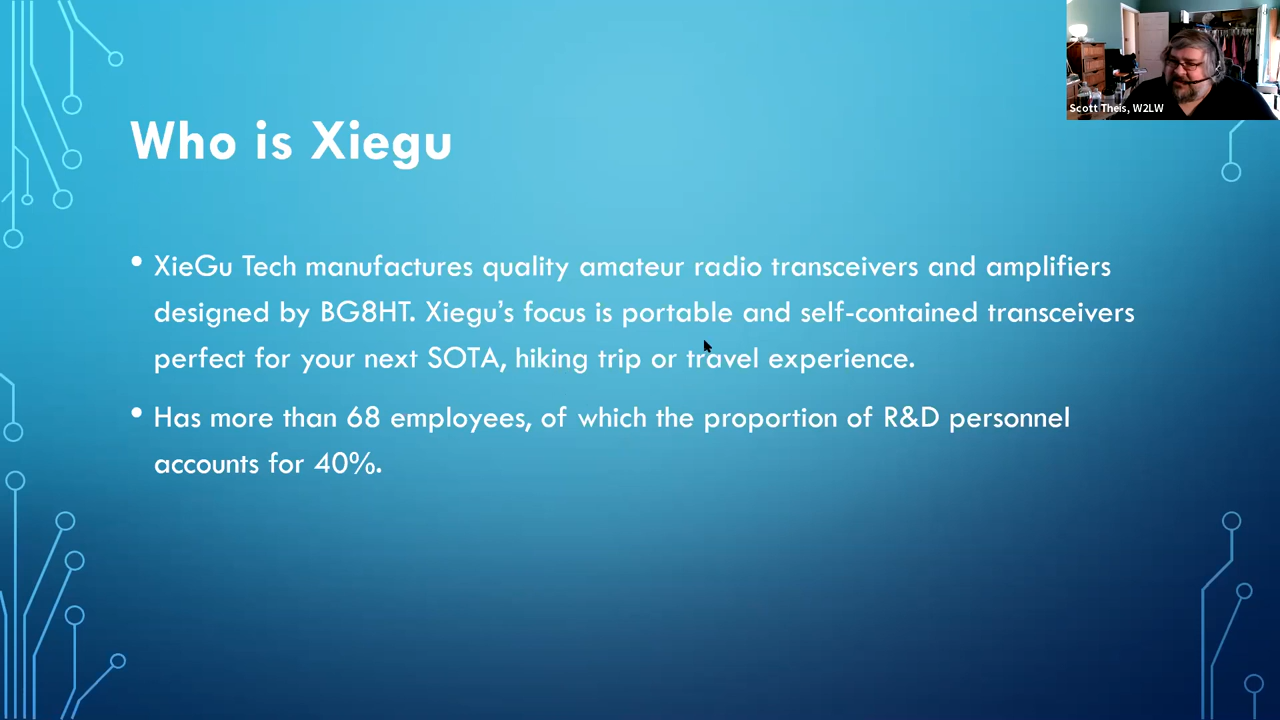 Scott Theis, W2LW
Who is Xiegu
• XieGu Tech manufactures quality amateur radio transceivers and amplifiers
designed by BG8HT. Xiegu’s focus is portable and self-contained transceivers
perfect for your next SOTA, hiking trip or travel experience.
• Has more than 68 employees, of which the proportion of R&D personnel
accounts for 40%.